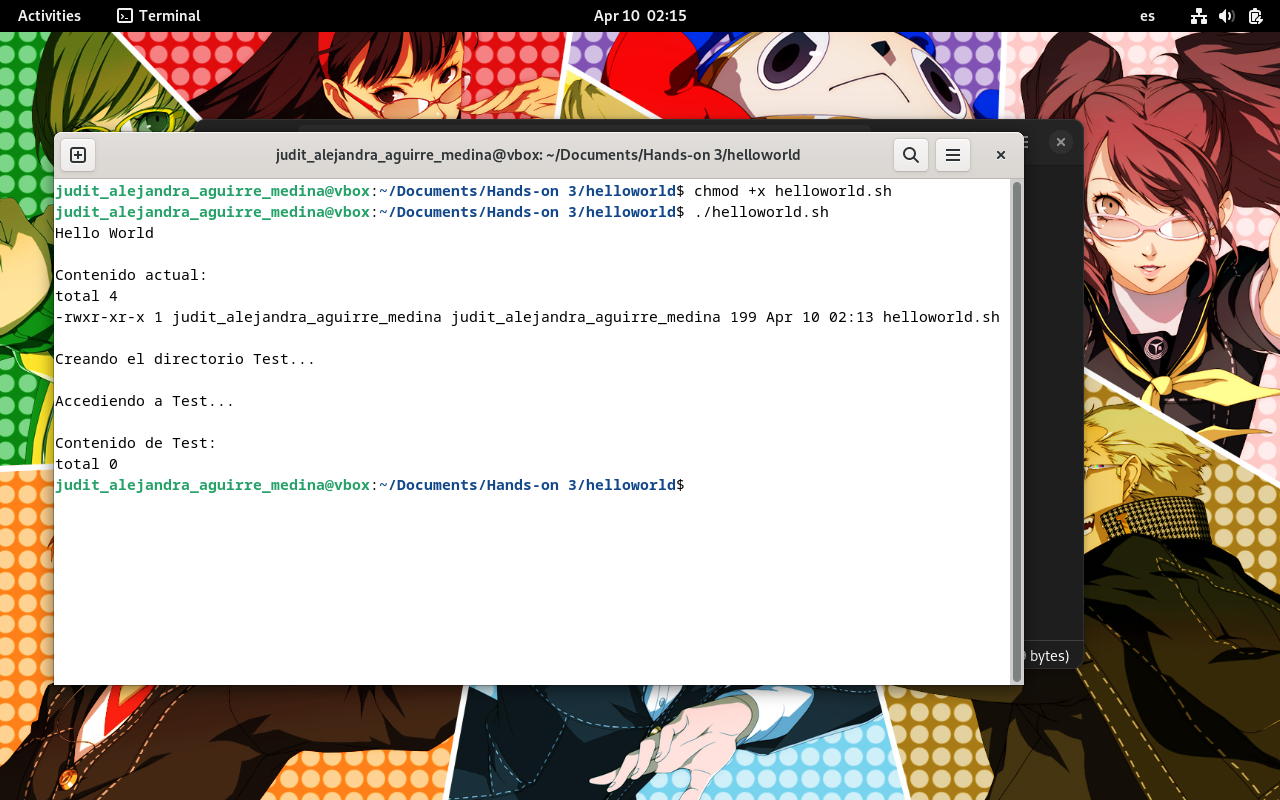 Activities
Terminal
Apr 10 02:15
es
judit_alejandra_aguirre_medina@vbox: ~/Documents/Hands-on 3/helloworld
judit_alejandra_aguirre_medina@vbox:~/Documents/Hands-on 3/helloworld$ chmod +x helloworld.sh
judit_alejandra_aguirre_medina@vbox:~/Documents/Hands-on 3/helloworld$ ./helloworld.sh
Hello World
Contenido actual:
total 4
-rwxr-xr-x 1 judit_alejandra_aguirre_medina judit_alejandra_aguirre_medina 199 Apr 10 02:13 helloworld.sh
Creando el directorio Test...
Accediendo a Test...
Contenido de Test:
total 0
judit_alejandra_aguirre_medina@vbox:~/Documents/Hands-on 3/helloworld$
bytes)